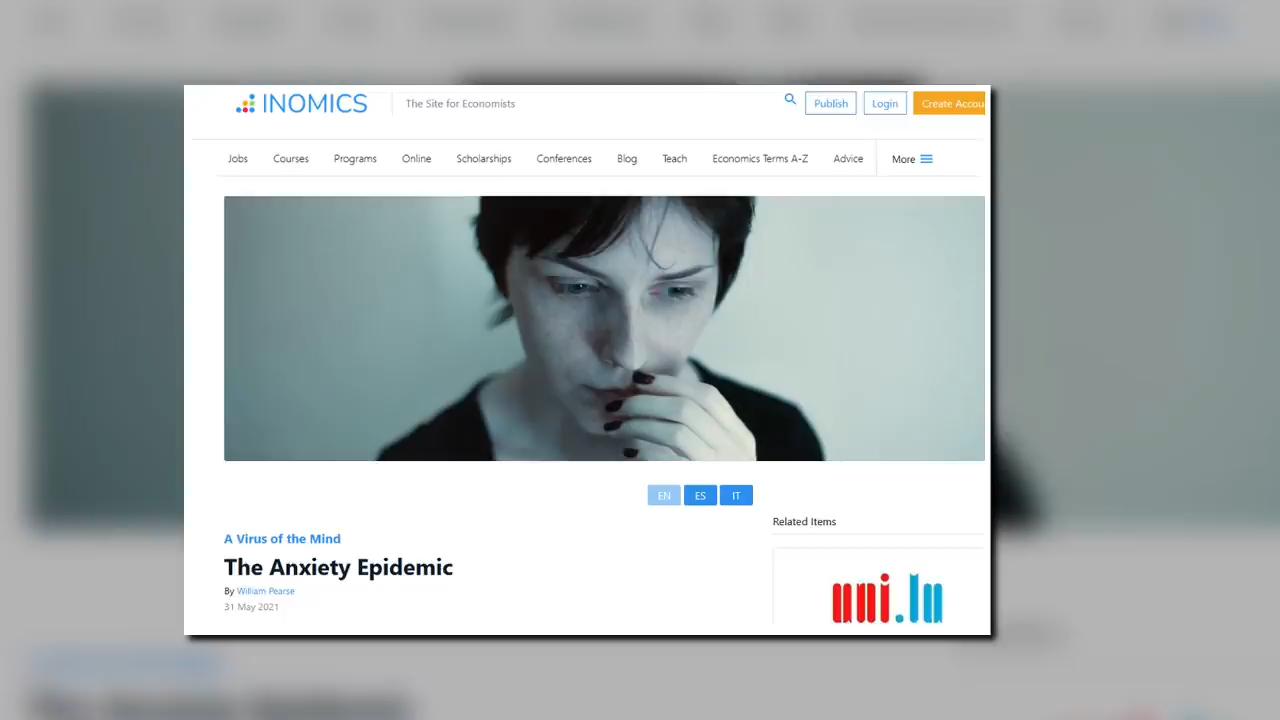 INOMICS
The Site for Economists
Publish
Login
Create Accou
Jobs
Courses
Programs
Online
Scholarships
Conferences
Blog
Teach
Economics Terms A-Z
Advice
More
EN
ES
IT
A Virus of the Mind
The Anxiety Epidemic
By William Pearse
31 May 2021
Related Items
uni.lu